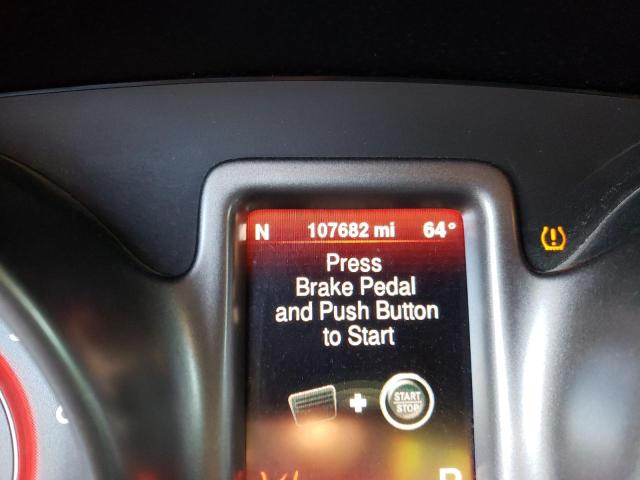 N 107682 mi 64°
Press
Brake Pedal
and Push Button
to Start
START
STOP